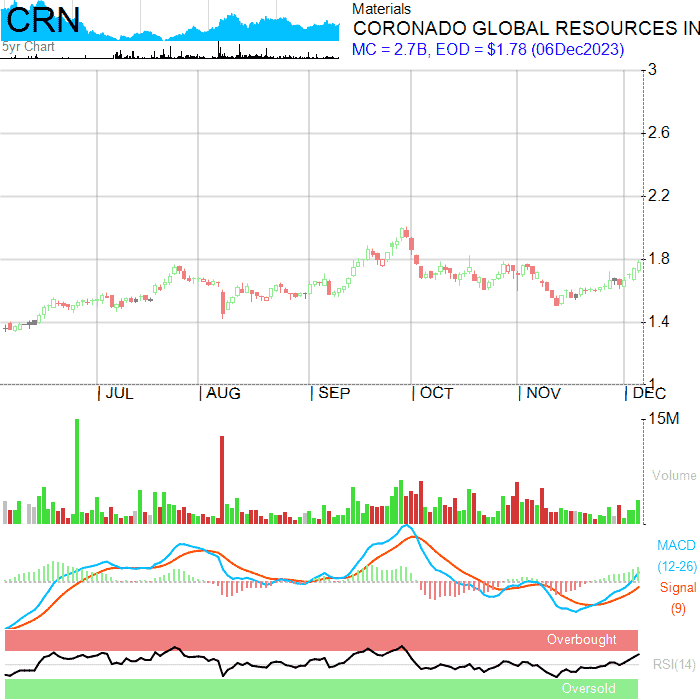 CRN
5yr Chart
Materials
CORONADO GLOBAL RESOURCES IN
MC = 2.7B, EOD = $1.78 (06Dec2023)
3
2.6
2.2
1.8
1.4
1
JUL AUG SEP OCT NOV DEC
15M
Volume
MACD
(12-26)
Signal
(9)
Overbought
RSI(14)
Oversold